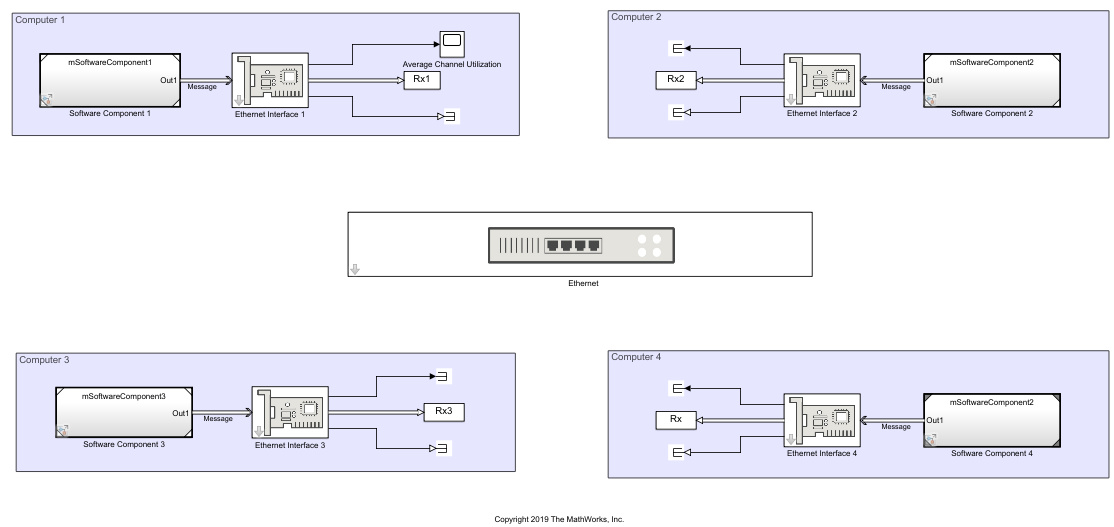 Computer 1
mSoftwareComponent1
Out1
Message
Software Component 1
Ethernet Interface 1
Average Channel Utilization
Rx1
Computer 2
Rx2
Ethernet Interface 2
Message
mSoftwareComponent2
Out1
Software Component 2
Ethernet
Computer 3
mSoftwareComponent3
Out1
Message
Software Component 3
Ethernet Interface 3
Rx3
Computer 4
Rx
Ethernet Interface 4
Message
mSoftwareComponent2
Out1
Software Component 4
Copyright 2019 The MathWorks, Inc.